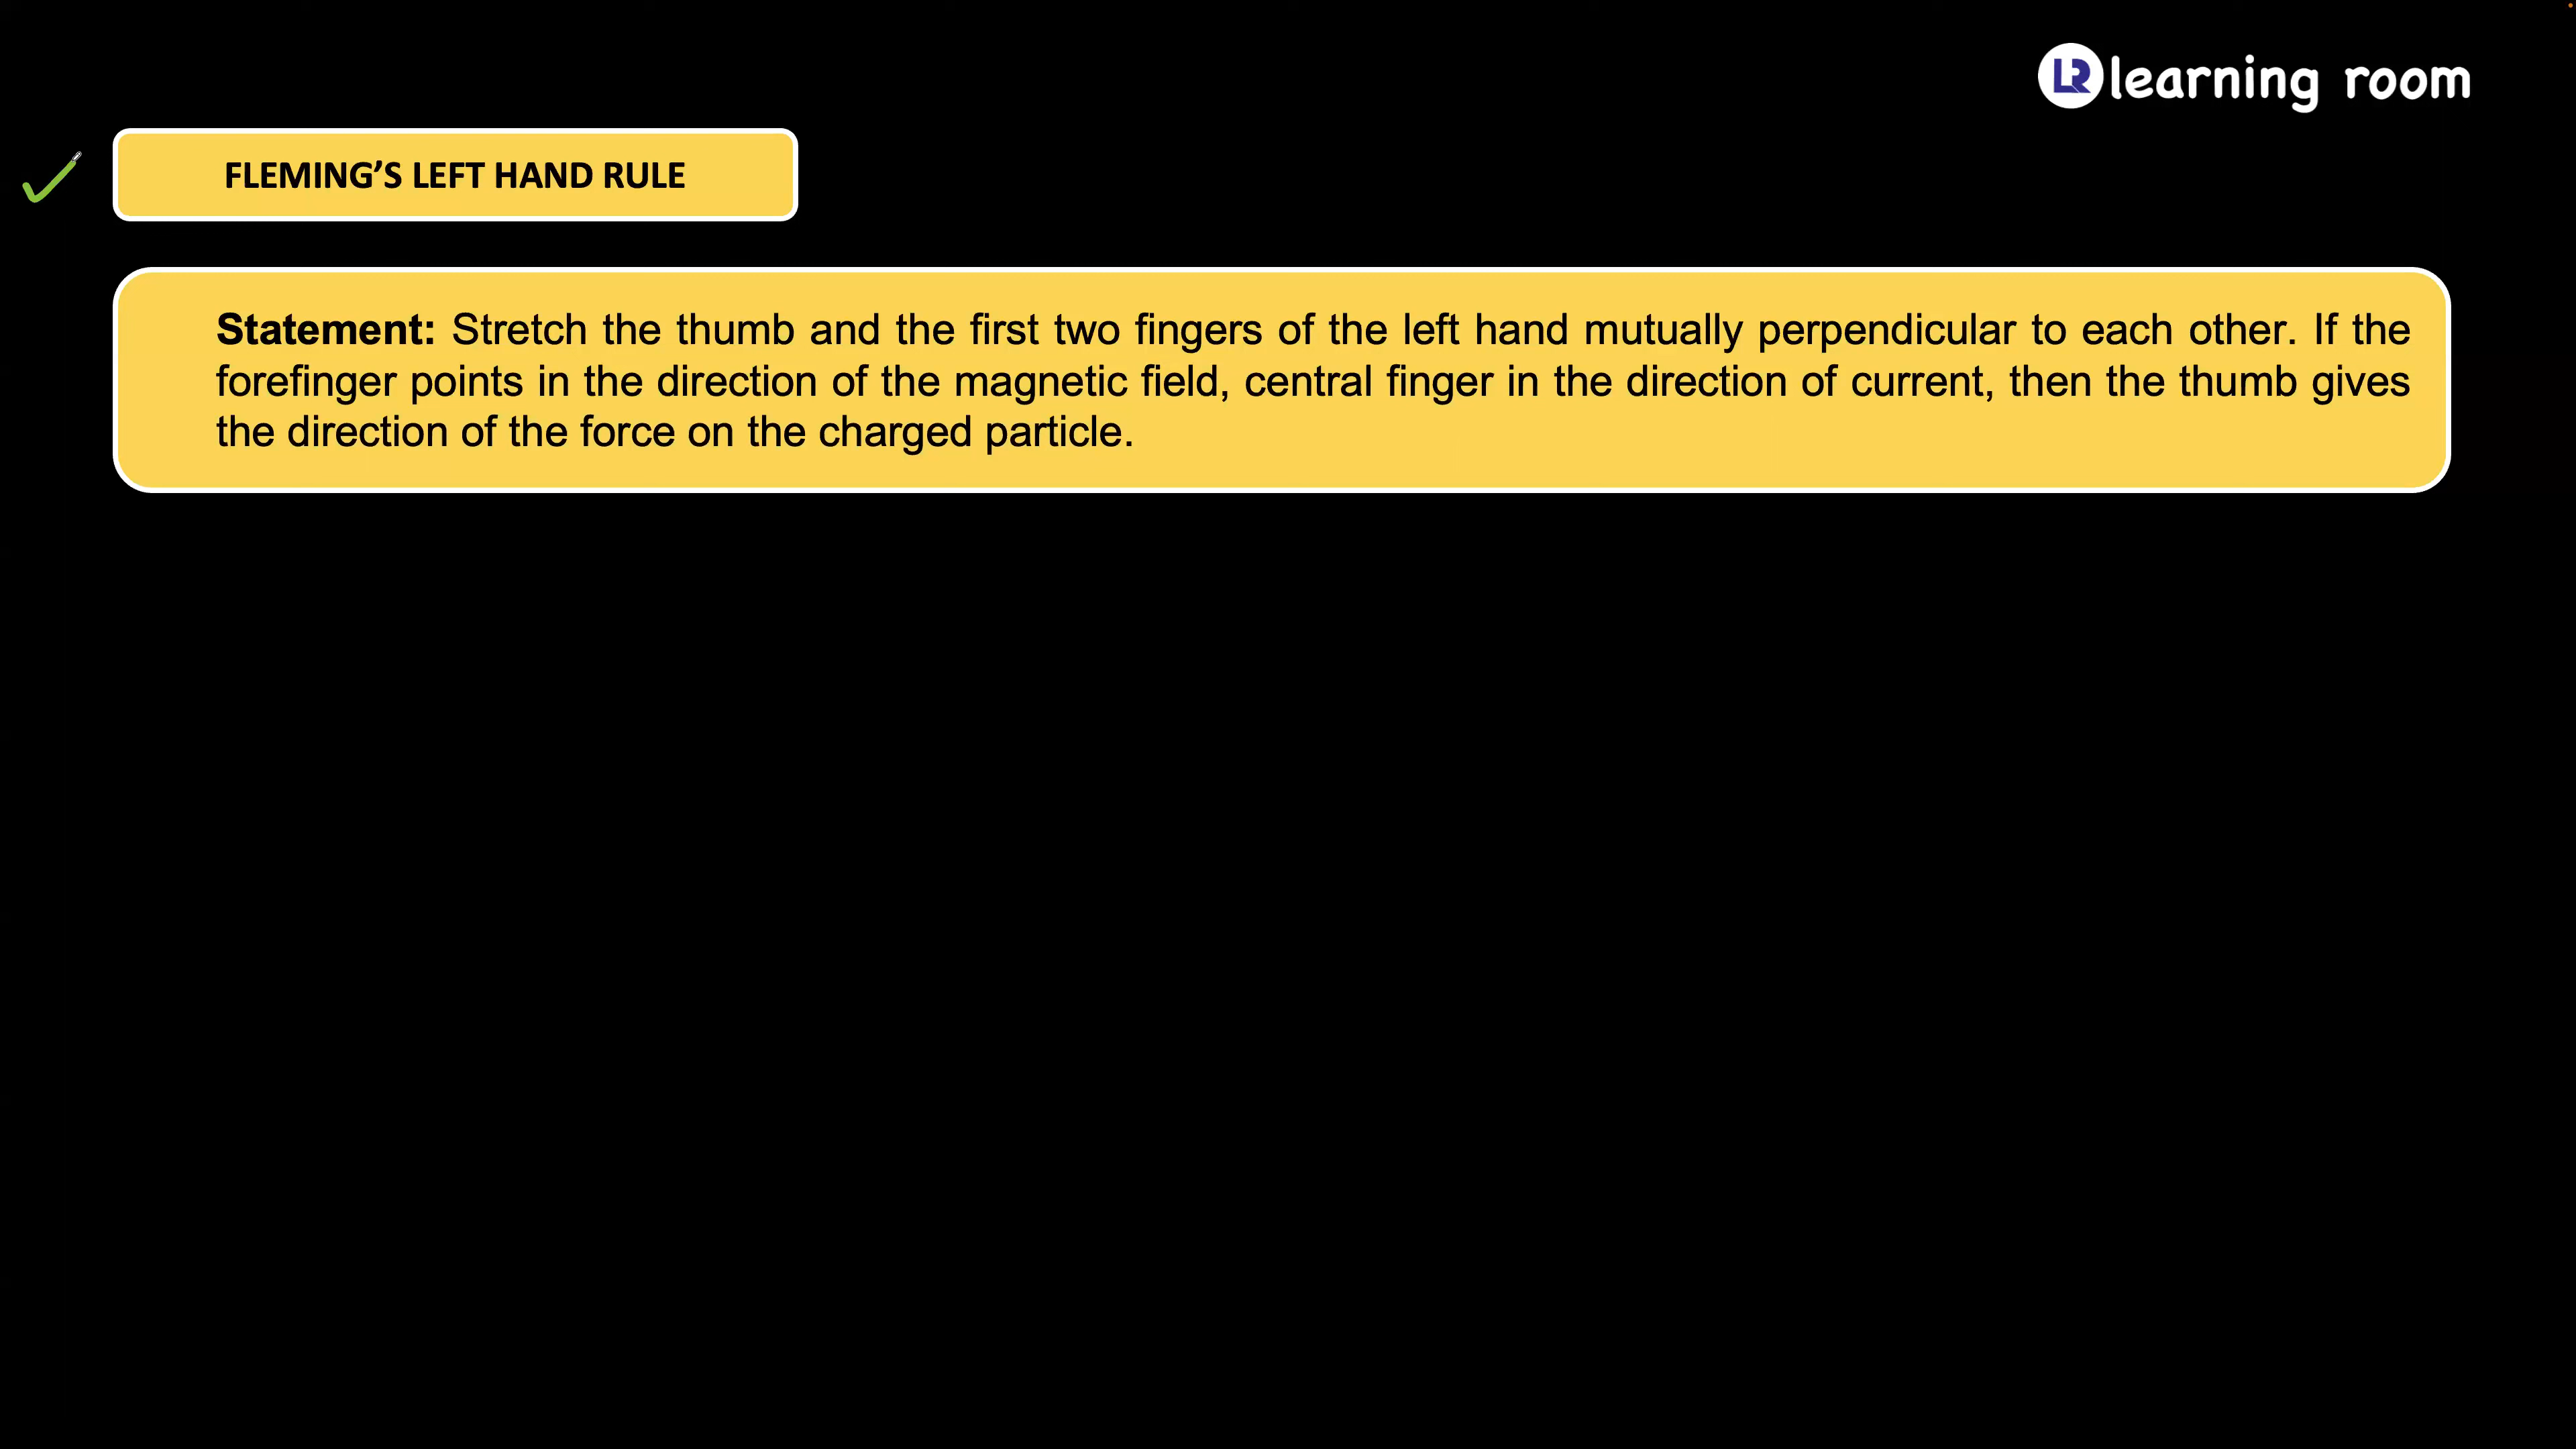 LR learning room
FLEMING’S LEFT HAND RULE
Statement: Stretch the thumb and the first two fingers of the left hand mutually perpendicular to each other. If the
forefinger points in the direction of the magnetic field, central finger in the direction of current, then the thumb gives
the direction of the force on the charged particle.